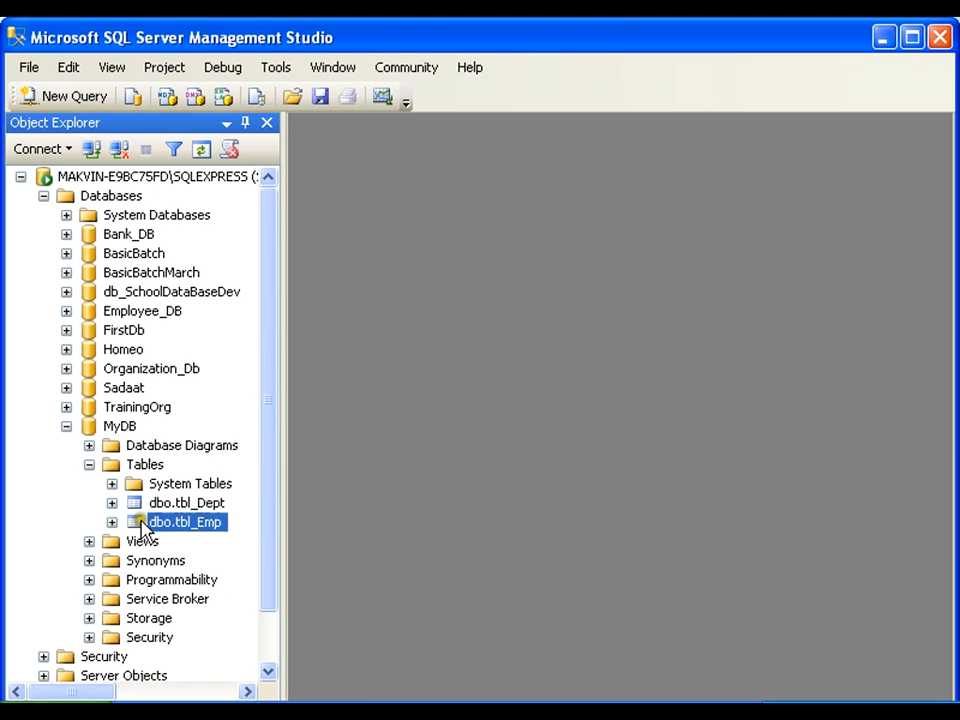 Microsoft SQL Server Management Studio
File Edit View Project Debug Tools Window Community Help
New Query
Object Explorer
Connect
MAKVIN-E9BC75FD\SQLEXPRESS (
Databases
System Databases
Bank_DB
BasicBatch
BasicBatchMarch
db_SchoolDataBaseDev
Employee_DB
FirstDb
Homeo
Organization_Db
Sadaat
TrainingOrg
MyDB
Database Diagrams
Tables
System Tables
dbo.tbl_Dept
dbo.tbl_Emp
Views
Synonyms
Programmability
Service Broker
Storage
Security
Security
Server Objects